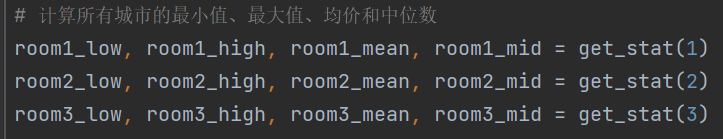 # 计算所有城市的最小值、最大值、均价和中位数
room1_low, room1_high, room1_mean, room1_mid = get_stat(1)
room2_low, room2_high, room2_mean, room2_mid = get_stat(2)
room3_low, room3_high, room3_mean, room3_mid = get_stat(3)